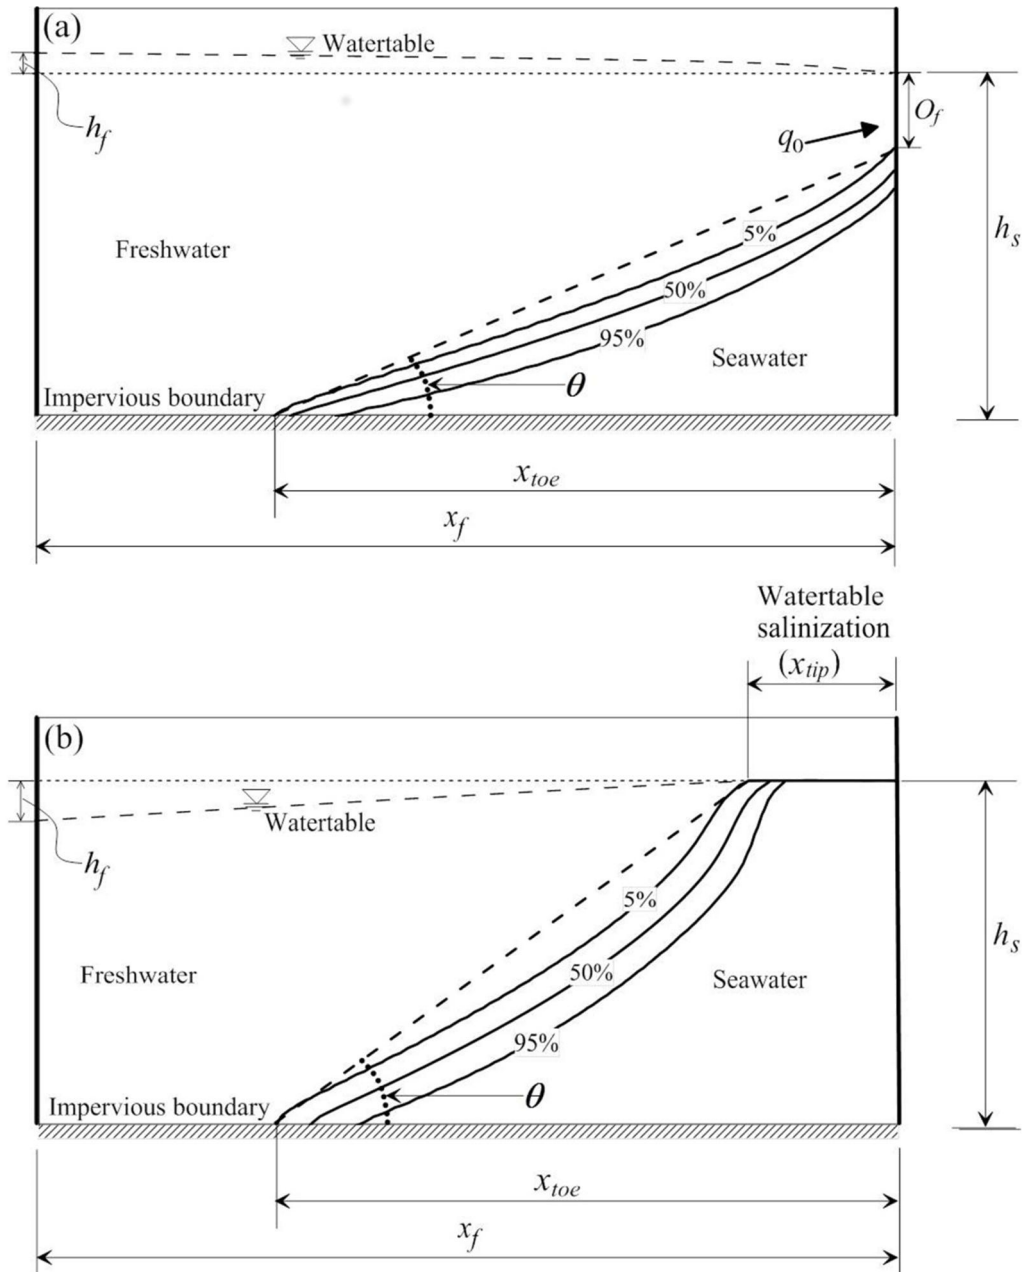 (a)
Watertable
h_f
O_f
q_0
h_s
Freshwater
5%
50%
95%
Seawater
θ
Impervious boundary
x_toe
x_f
Watertable
salinization
(x_tip)
(b)
Watertable
h_f
5%
h_s
Freshwater
50%
Seawater
95%
θ
Impervious boundary
x_toe
x_f